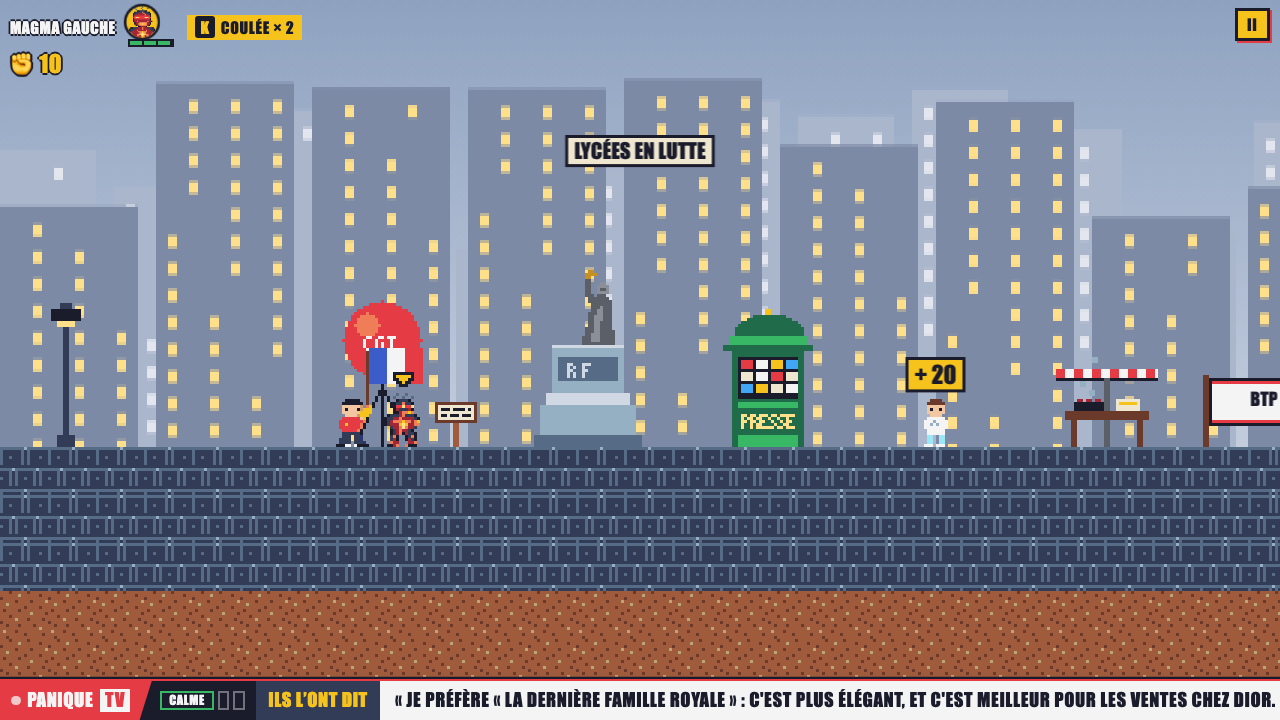 MAGMA GAUCHE
K COULÉE × 2
10
LYCÉES EN LUTTE
CGT
RF
PRESSE
+ 20
BTP
PANIQUE TV
CALME
ILS L'ONT DIT
« JE PRÉFÈRE « LA DERNIÈRE FAMILLE ROYALE » : C'EST PLUS ÉLÉGANT, ET C'EST MEILLEUR POUR LES VENTES CHEZ DIOR.